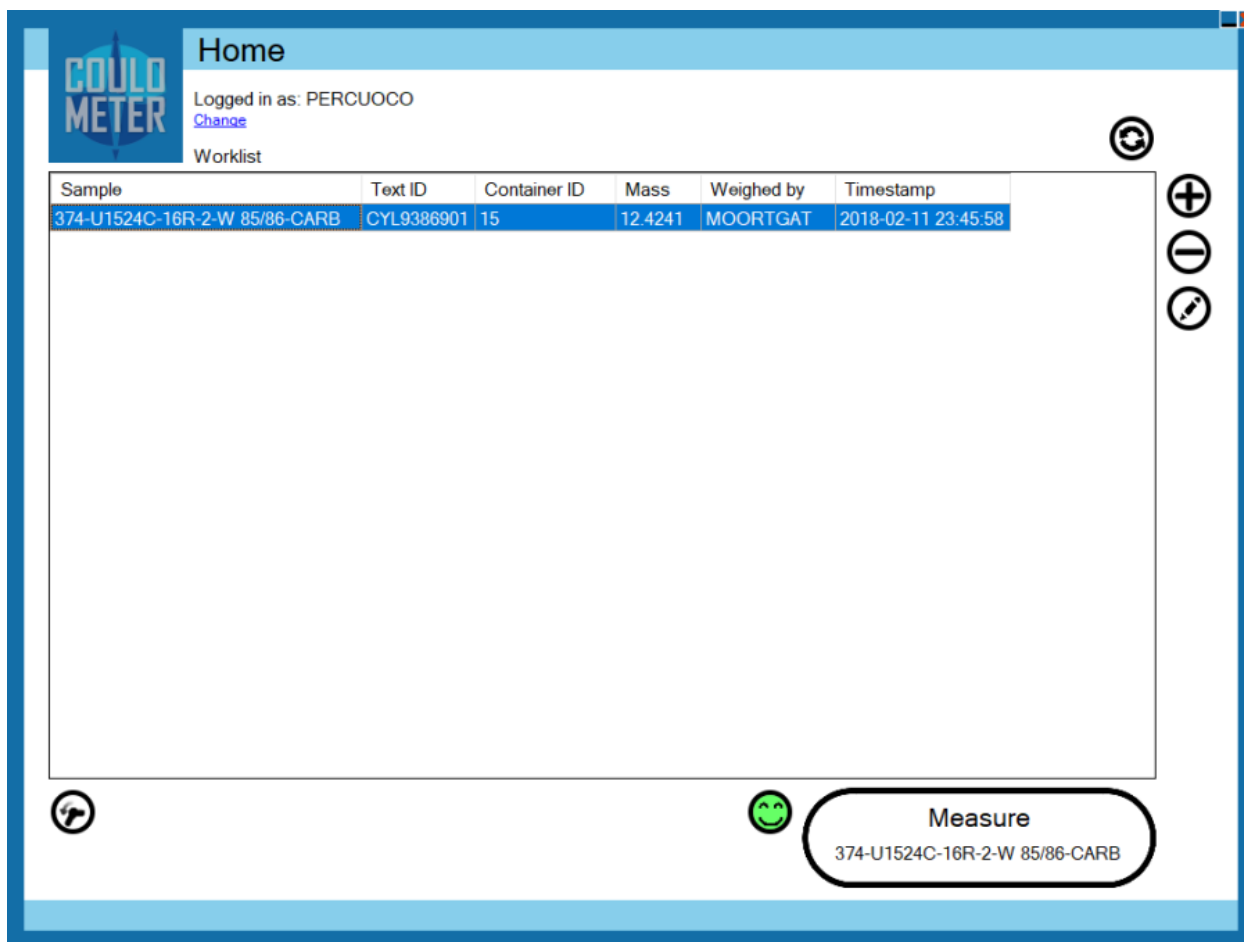 COULO
METER
Home
Logged in as: PERCUOCO
Change
Worklist
Sample Text ID Container ID Mass Weighed by Timestamp
374-U1524C-16R-2-W 85/86-CARB CYL9386901 15 12.4241 MOORTGAT 2018-02-11 23:45:58
Measure
374-U1524C-16R-2-W 85/86-CARB